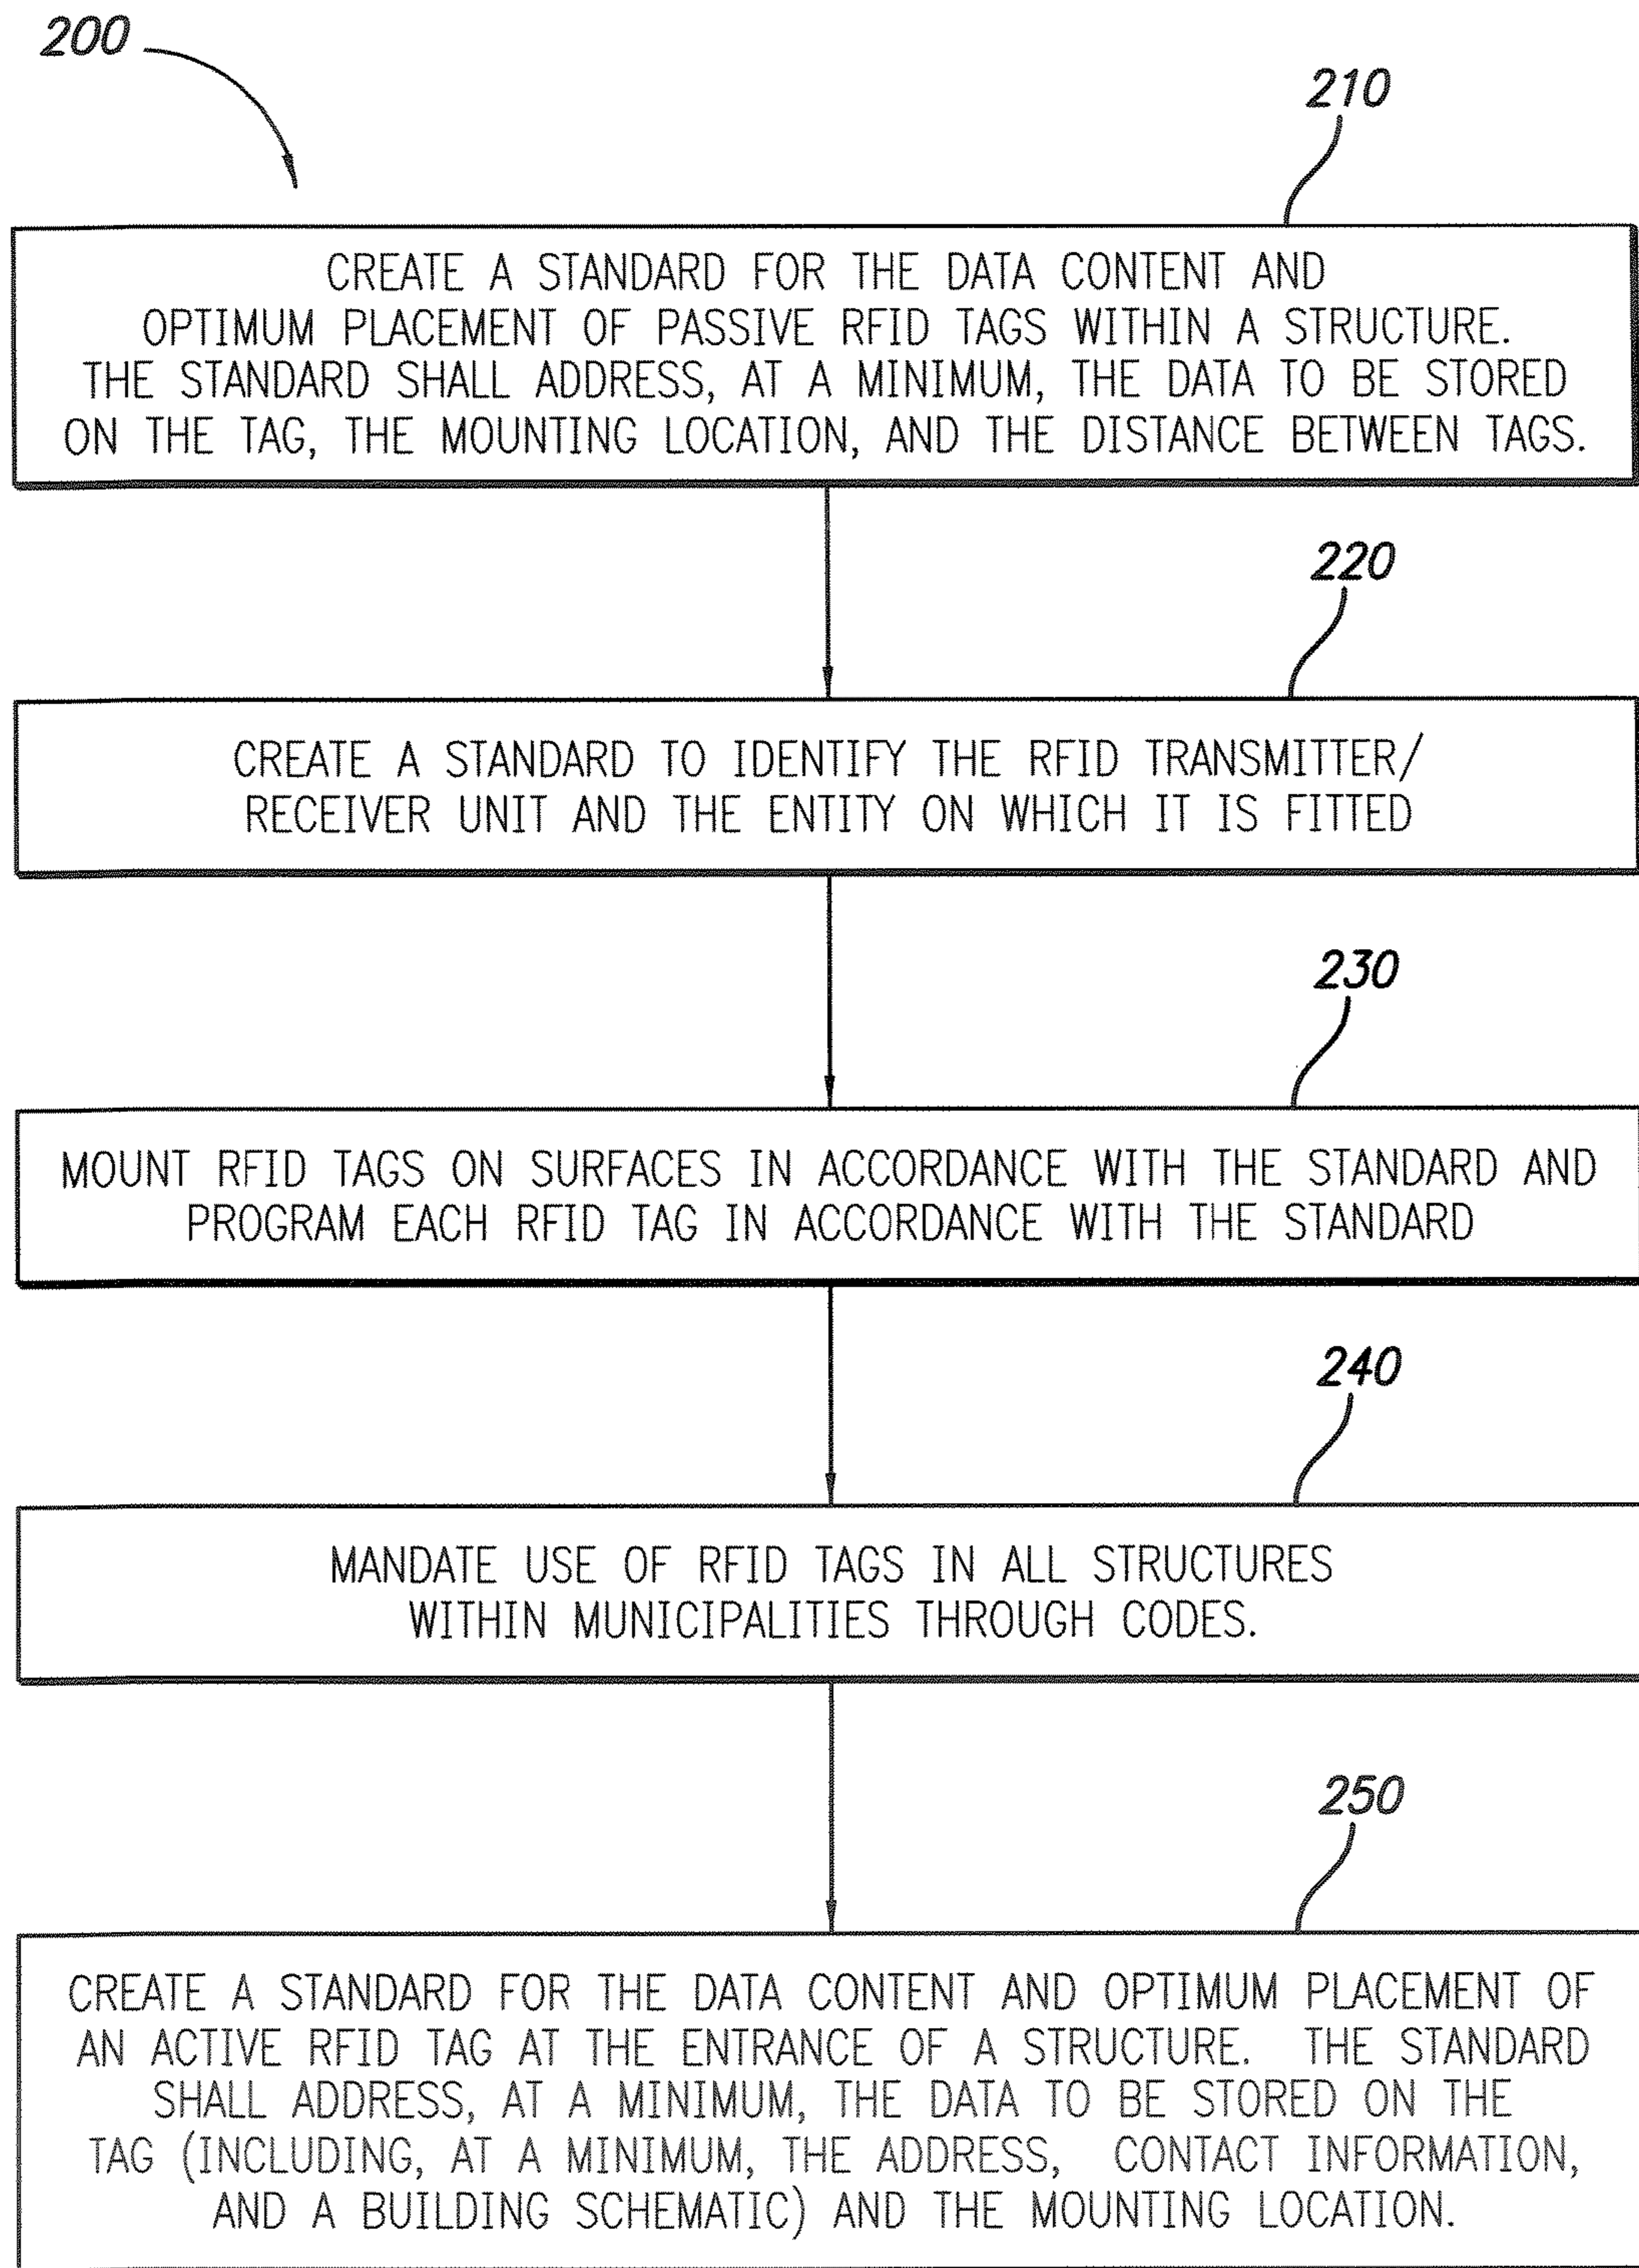 200
210
CREATE A STANDARD FOR THE DATA CONTENT AND
OPTIMUM PLACEMENT OF PASSIVE RFID TAGS WITHIN A STRUCTURE.
THE STANDARD SHALL ADDRESS, AT A MINIMUM, THE DATA TO BE STORED
ON THE TAG, THE MOUNTING LOCATION, AND THE DISTANCE BETWEEN TAGS.
220
CREATE A STANDARD TO IDENTIFY THE RFID TRANSMITTER/
RECEIVER UNIT AND THE ENTITY ON WHICH IT IS FITTED
230
MOUNT RFID TAGS ON SURFACES IN ACCORDANCE WITH THE STANDARD AND
PROGRAM EACH RFID TAG IN ACCORDANCE WITH THE STANDARD
240
MANDATE USE OF RFID TAGS IN ALL STRUCTURES
WITHIN MUNICIPALITIES THROUGH CODES.
250
CREATE A STANDARD FOR THE DATA CONTENT AND OPTIMUM PLACEMENT OF
AN ACTIVE RFID TAG AT THE ENTRANCE OF A STRUCTURE. THE STANDARD
SHALL ADDRESS, AT A MINIMUM, THE DATA TO BE STORED ON THE
TAG (INCLUDING, AT A MINIMUM, THE ADDRESS, CONTACT INFORMATION,
AND A BUILDING SCHEMATIC) AND THE MOUNTING LOCATION.